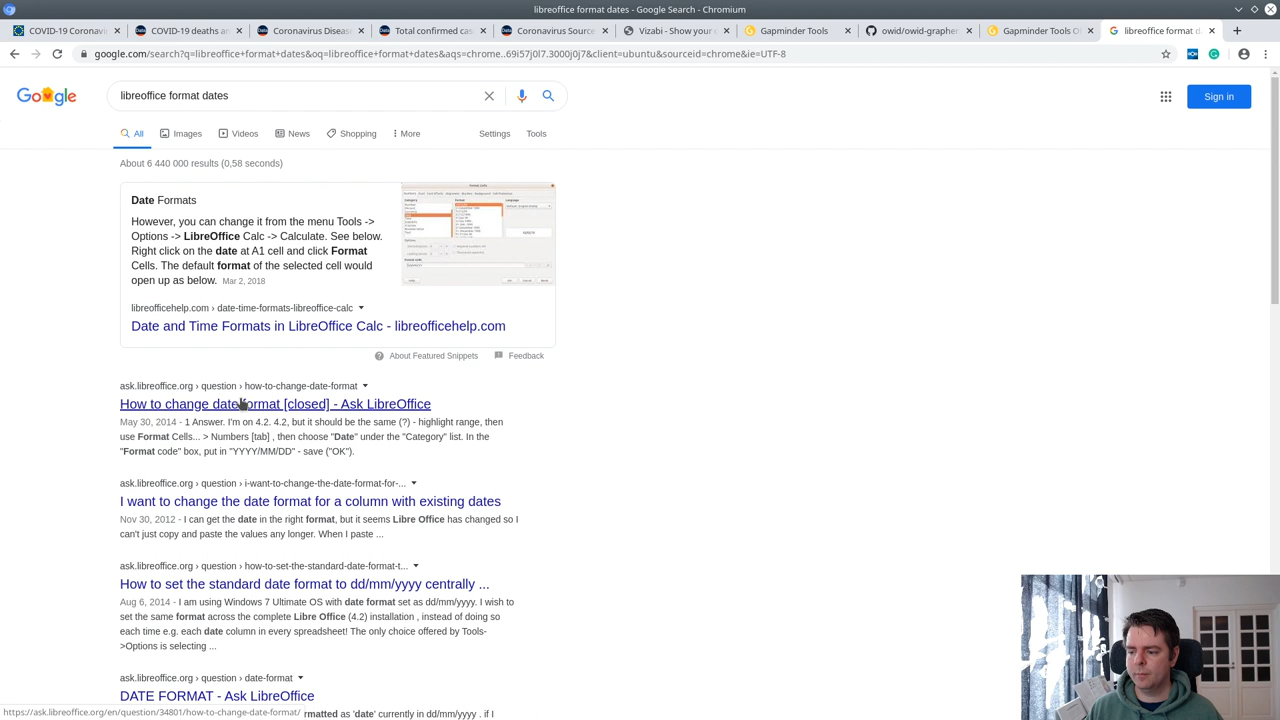 libreoffice format dates - Google Search - Chromium
COVID-19 Coronavi
COVID-19 deaths an
Coronavirus Diseas
Total confirmed cas
Coronavirus Source
Vizabi - Show your
Gapminder Tools
owid/owid-grapher
Gapminder Tools O
libreoffice format d
google.com/search?q=libreoffice+format+dates&oq=libreoffice+format+dates&aqs=chrome..69i57j0l7.3000j0j7&client=ubuntu&sourceid=chrome&ie=UTF-8
Google
libreoffice format dates
Sign in
All
Images
Videos
News
Shopping
More
Settings
Tools
About 6 440 000 results (0,58 seconds)
Date Formats
However, you can change it from the menu Tools ->
Options -> LibreOffice Calc -> Calculate. See below.
Right click on the date at A1 cell and click Format
Cells. The default format of the selected cell would
open up as below. Mar 2, 2018
libreofficehelp.com › date-time-formats-libreoffice-calc
Date and Time Formats in LibreOffice Calc - libreofficehelp.com
About Featured Snippets
Feedback
ask.libreoffice.org › question › how-to-change-date-format
How to change date format [closed] - Ask LibreOffice
May 30, 2014 - 1 Answer. I'm on 4.2. 4.2, but it should be the same (?) - highlight range, then
use Format Cells... > Numbers [tab] , then choose "Date" under the "Category" list. In the
"Format code" box, put in "YYYY/MM/DD" - save ("OK").
ask.libreoffice.org › question › i-want-to-change-the-date-format-for-...
I want to change the date format for a column with existing dates
Nov 30, 2012 - I can get the date in the right format, but it seems Libre Office has changed so I
can't just copy and paste the values any longer. When I paste ...
ask.libreoffice.org › question › how-to-set-the-standard-date-format-t...
How to set the standard date format to dd/mm/yyyy centrally ...
Aug 6, 2014 - I am using Windows 7 Ultimate OS with date format set as dd/mm/yyyy. I wish to
set the same format across the complete Libre Office (4.2) installation , instead of doing so
each time e.g. each date column in every spreadsheet! The only choice offered by Tools-
>Options is selecting ...
ask.libreoffice.org › question › date-format
DATE FORMAT - Ask LibreOffice
https://ask.libreoffice.org/en/question/34801/how-to-change-date-format/
rmatted as 'date' currently in dd/mm/yyyy . if I